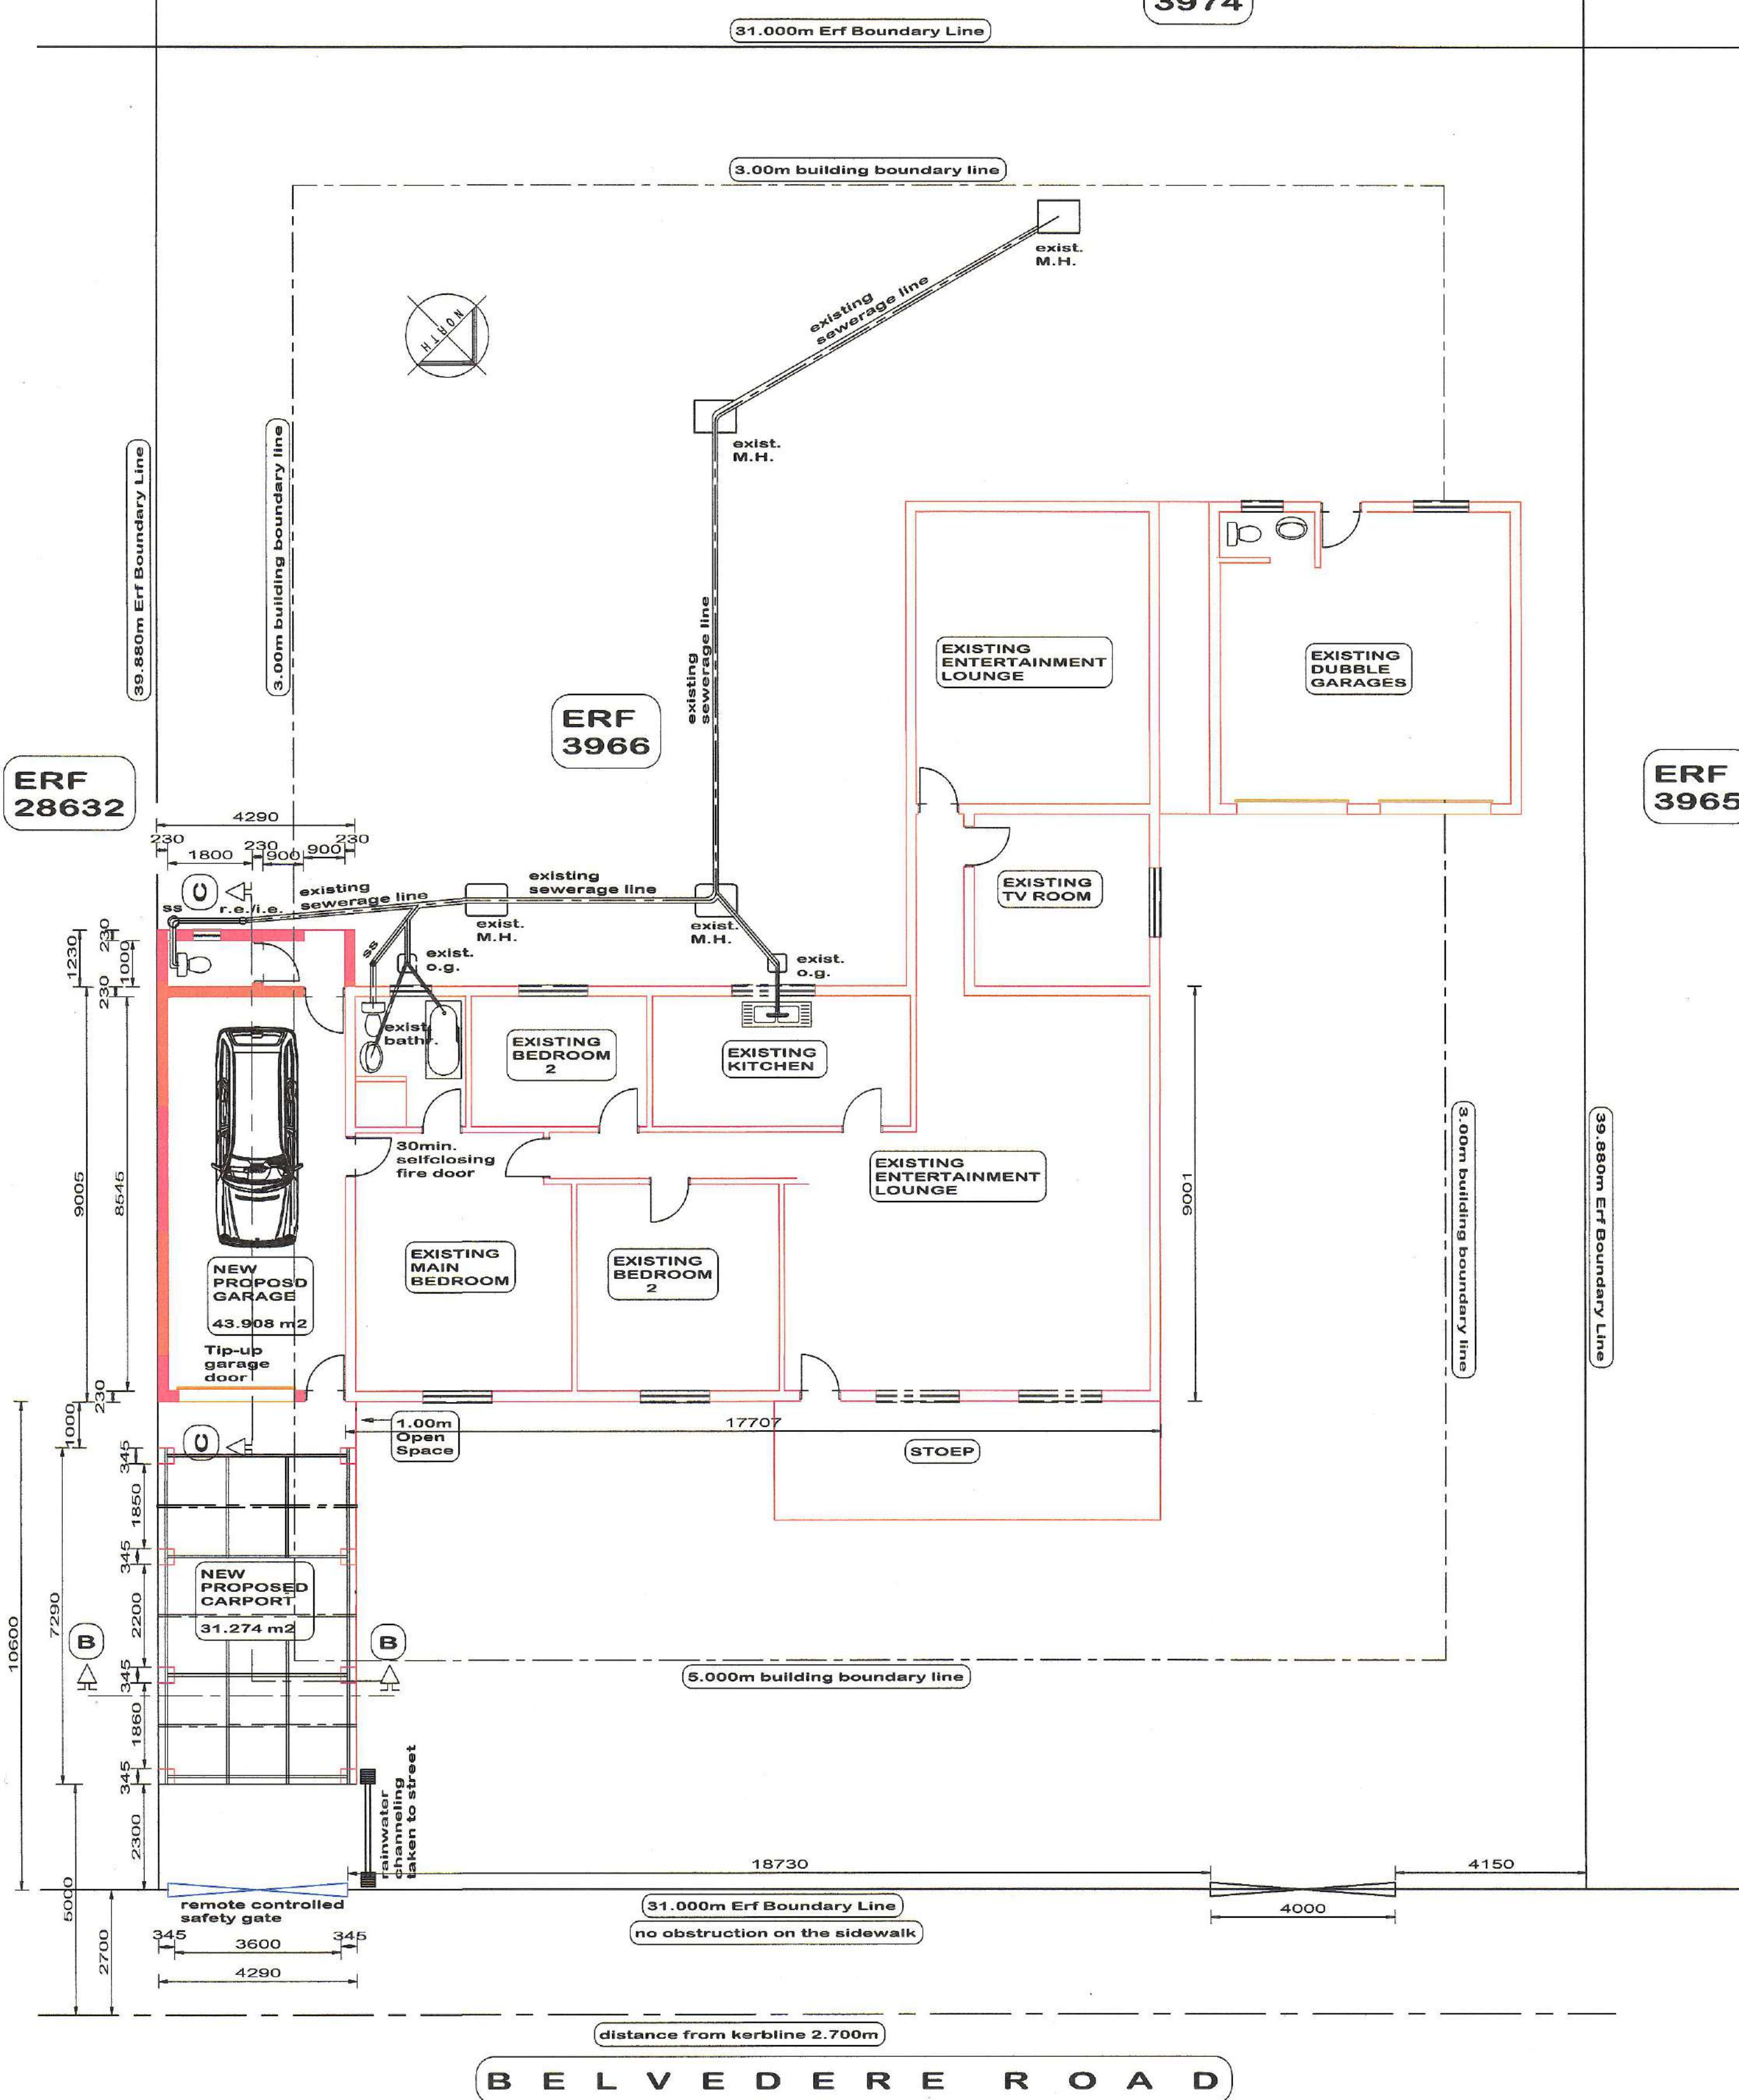 3974
31.000m Erf Boundary Line
3.00m building boundary line
exist.
M.H.
existing
sewerage line
NORTH
exist.
M.H.
39.880m Erf Boundary Line
3.00m building boundary line
existing
sewerage line
EXISTING
ENTERTAINMENT
LOUNGE
EXISTING
DUBBLE
GARAGES
ERF
3966
ERF
28632
ERF
3965
4290
230
230
230
1800
900
900
C
existing
sewerage line
existing
sewerage line
EXISTING
TV ROOM
ss
r.e./i.e.
exist.
M.H.
exist.
M.H.
1230
230
1000
230
ss
exist.
o.g.
exist.
o.g.
exist.
bathr.
EXISTING
BEDROOM
2
EXISTING
KITCHEN
30min.
selfclosing
fire door
EXISTING
ENTERTAINMENT
LOUNGE
9005
8545
9001
3.00m building boundary line
39.880m Erf Boundary Line
NEW
PROPOSD
GARAGE
43.908 m2
EXISTING
MAIN
BEDROOM
EXISTING
BEDROOM
2
Tip-up
garage
door
230
1000
1.00m
Open
Space
17707
C
STOEP
345
1850
345
NEW
PROPOSED
CARPORT
31.274 m2
10600
7290
2200
B
B
345
5.000m building boundary line
1860
345
rainwater
channeling
taken to street
2300
18730
4150
5000
remote controlled
safety gate
31.000m Erf Boundary Line
4000
no obstruction on the sidewalk
345
3600
345
2700
4290
distance from kerbline 2.700m
BELVEDERE ROAD